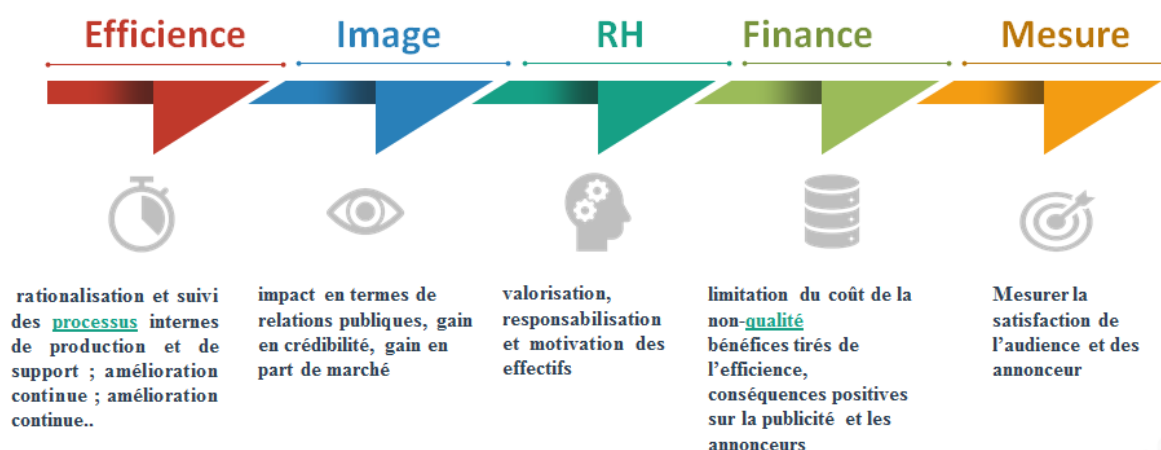 Efficience
Image
RH
Finance
Mesure
rationalisation et suivi
des processus internes
de production et de
support ; amélioration
continue ; amélioration
continue..
impact en termes de
relations publiques, gain
en crédibilité, gain en
part de marché
valorisation,
responsabilisation
et motivation des
effectifs
limitation du coût de la
non-qualité
bénéfices tirés de
l'efficience,
conséquences positives
sur la publicité et les
annonceurs
Mesurer la
satisfaction de
l'audience et des
annonceur